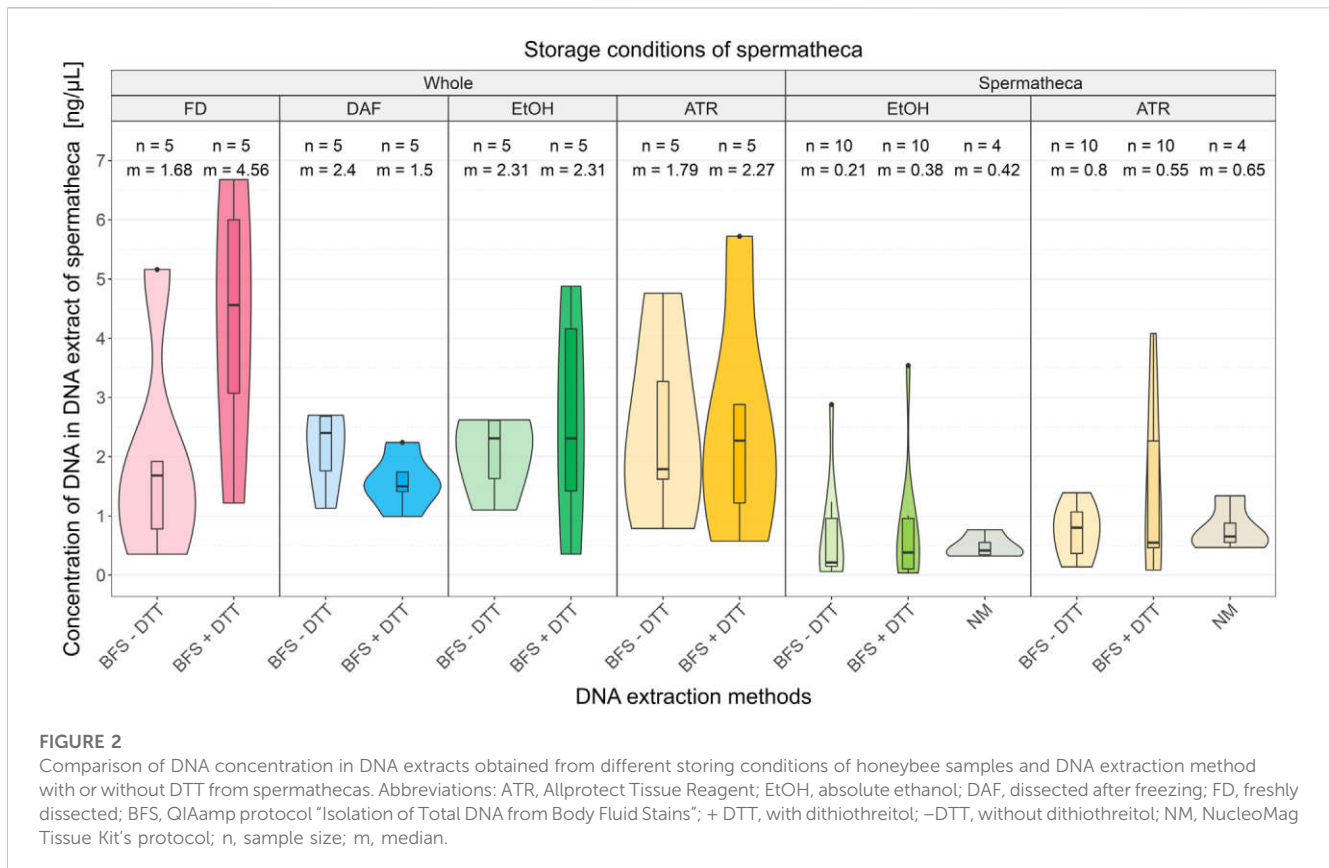 Storage conditions of spermatheca
Whole Spermatheca
FD DAF EtOH ATR EtOH ATR
n = 5 n = 5 n = 5 n = 5 n = 5 n = 5 n = 5 n = 5 n = 10 n = 10 n = 4 n = 10 n = 10 n = 4
m = 1.68 m = 4.56 m = 2.4 m = 1.5 m = 2.31 m = 2.31 m = 1.79 m = 2.27 m = 0.21 m = 0.38 m = 0.42 m = 0.8 m = 0.55 m = 0.65
Concentration of DNA in DNA extract of spermatheca [ng/µL]
7
6
5
4
3
2
1
0
BFS - DTT BFS + DTT BFS - DTT BFS + DTT BFS - DTT BFS + DTT BFS - DTT BFS + DTT BFS - DTT BFS + DTT NM BFS - DTT BFS + DTT NM
DNA extraction methods
FIGURE 2
Comparison of DNA concentration in DNA extracts obtained from different storing conditions of honeybee samples and DNA extraction method
with or without DTT from spermathecas. Abbreviations: ATR, Allprotect Tissue Reagent; EtOH, absolute ethanol; DAF, dissected after freezing; FD, freshly
dissected; BFS, QIAamp protocol “Isolation of Total DNA from Body Fluid Stains”; + DTT, with dithiothreitol; –DTT, without dithiothreitol; NM, NucleoMag
Tissue Kit’s protocol; n, sample size; m, median.